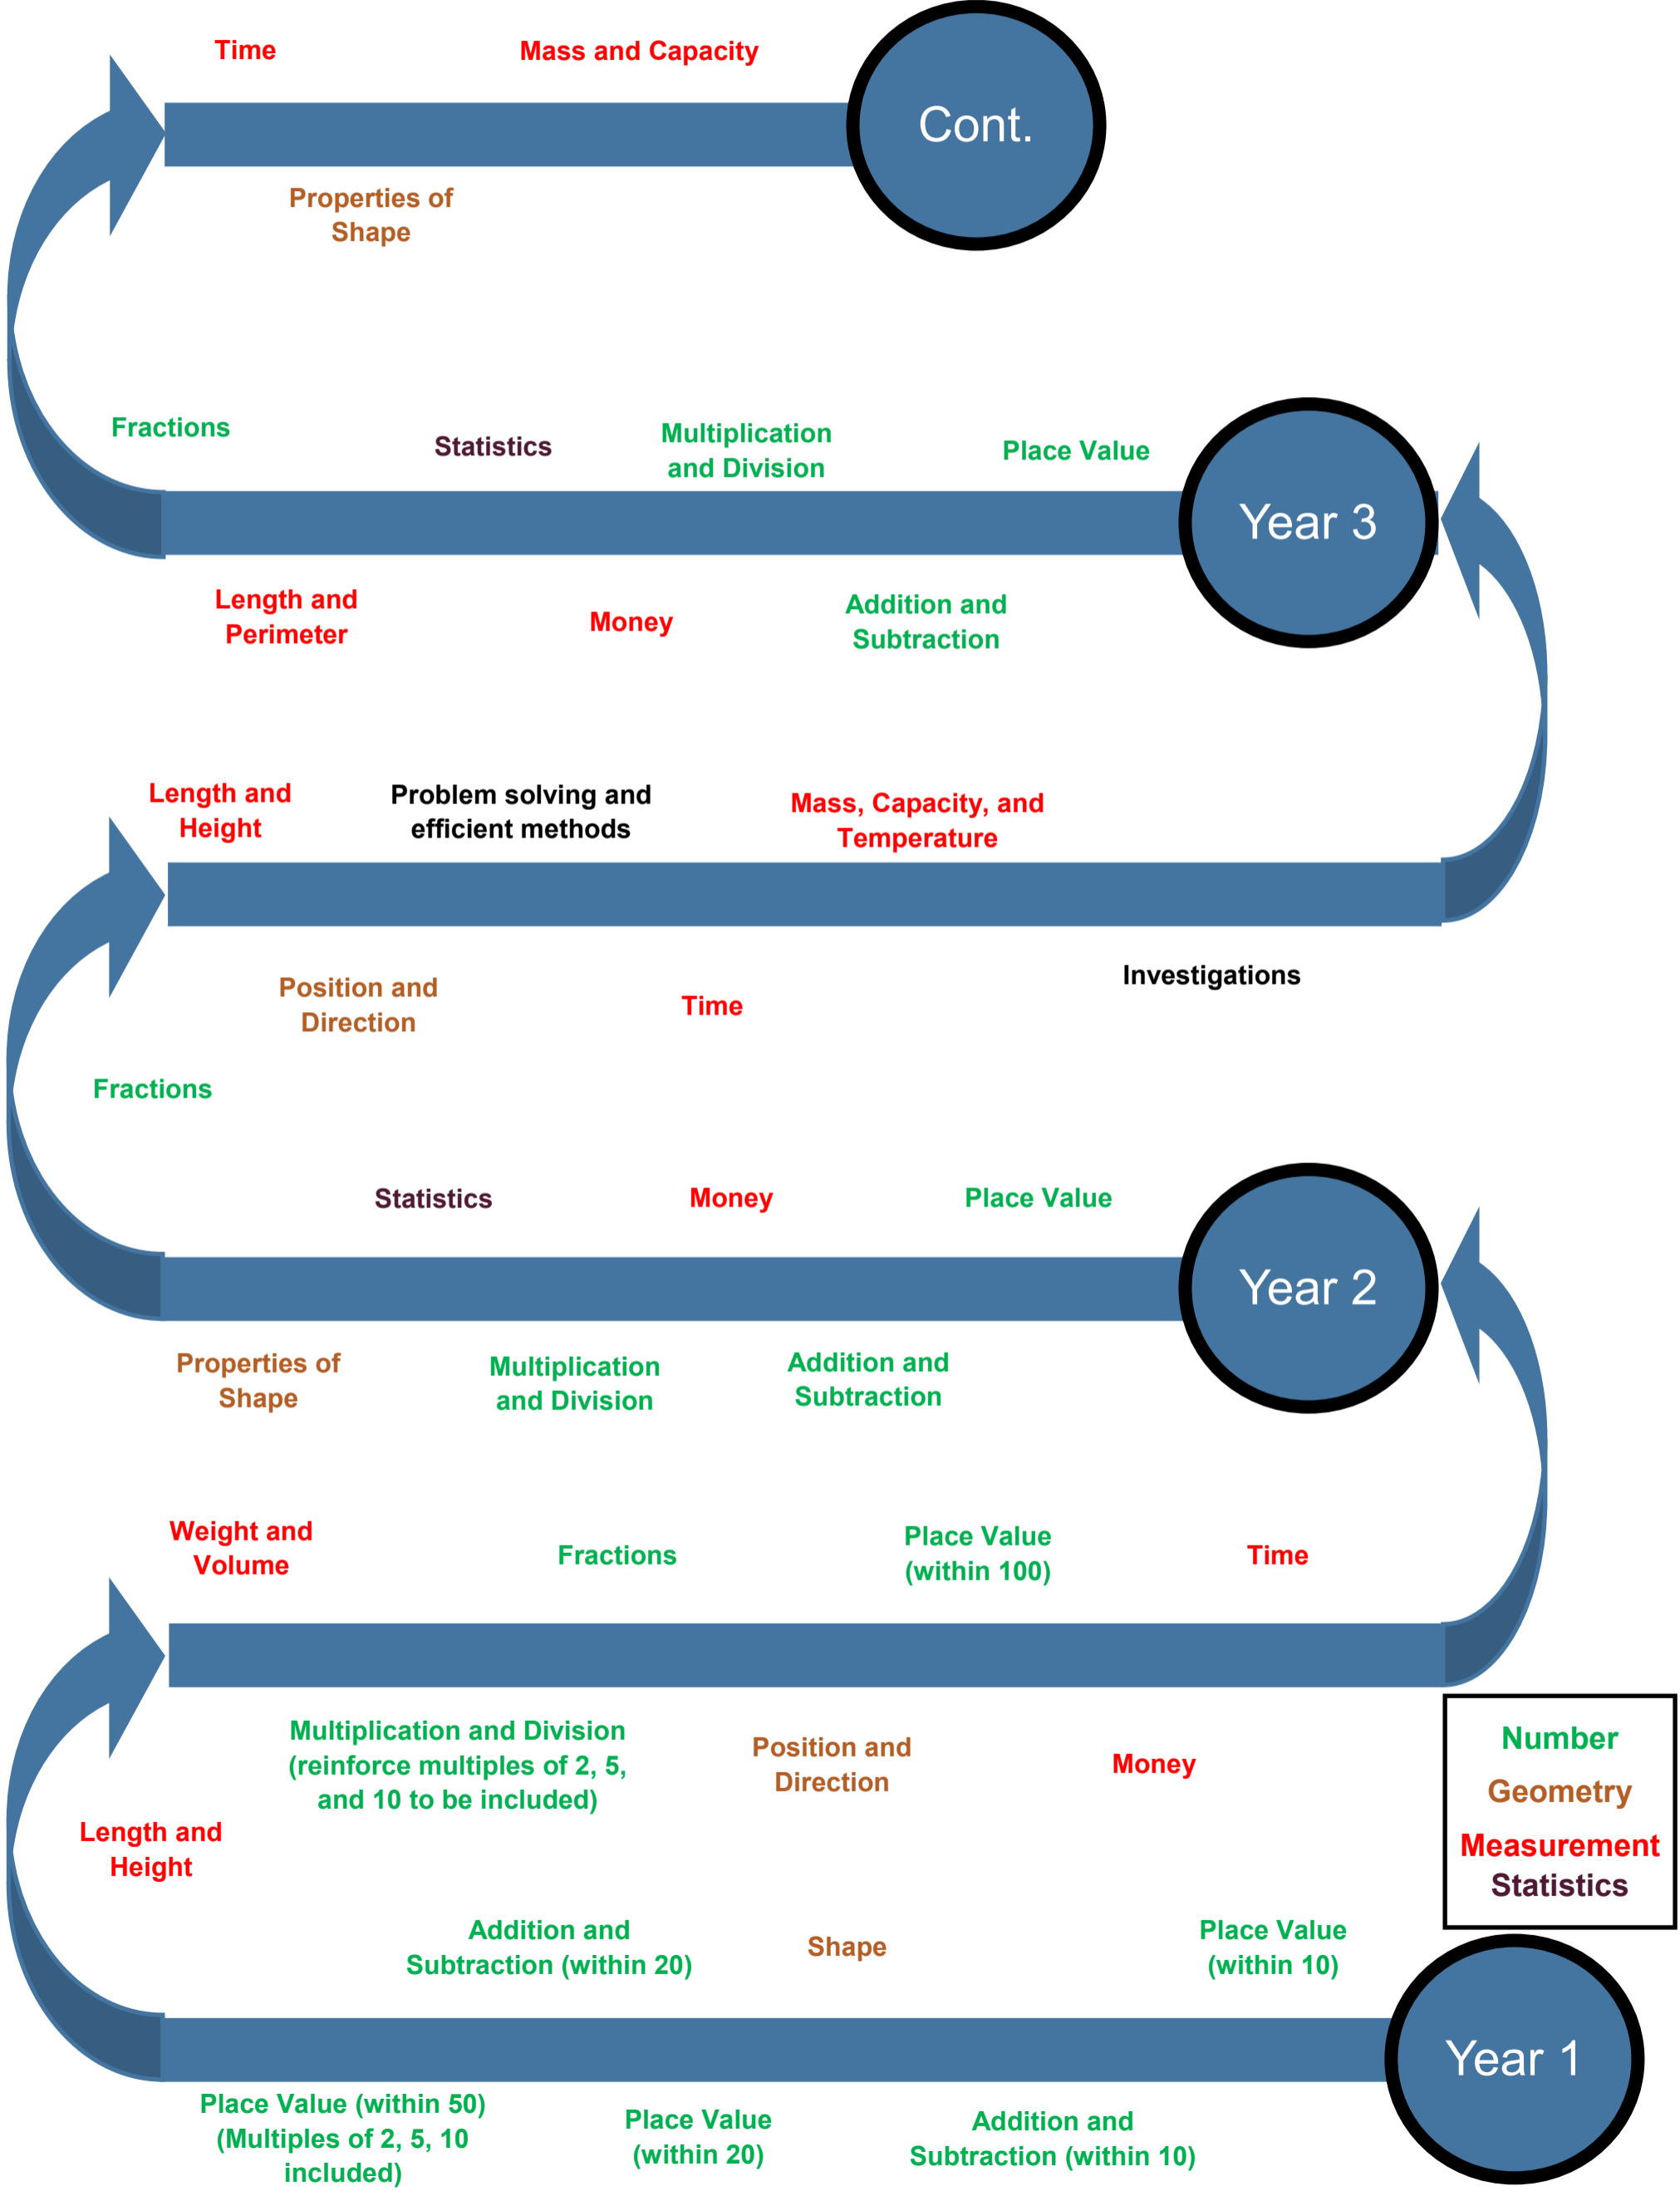 Time
Mass and Capacity
Cont.
Properties of
Shape
Fractions
Statistics
Multiplication
and Division
Place Value
Year 3
Length and
Perimeter
Money
Addition and
Subtraction
Length and
Height
Problem solving and
efficient methods
Mass, Capacity, and
Temperature
Position and
Direction
Time
Investigations
Fractions
Statistics
Money
Place Value
Year 2
Properties of
Shape
Multiplication
and Division
Addition and
Subtraction
Weight and
Volume
Fractions
Place Value
(within 100)
Time
Multiplication and Division
(reinforce multiples of 2, 5,
and 10 to be included)
Position and
Direction
Money
Number
Geometry
Measurement
Statistics
Length and
Height
Addition and
Subtraction (within 20)
Shape
Place Value
(within 10)
Year 1
Place Value (within 50)
(Multiples of 2, 5, 10
included)
Place Value
(within 20)
Addition and
Subtraction (within 10)